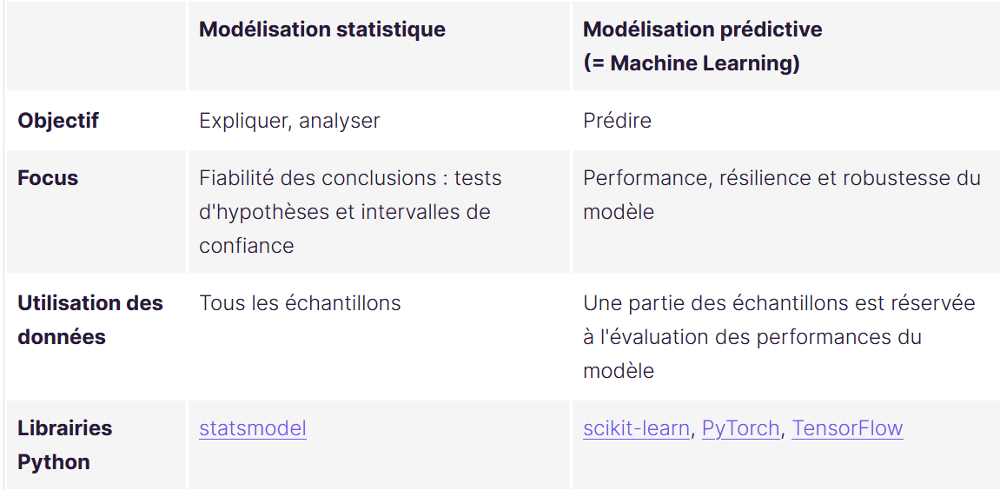 Modélisation statistique
Modélisation prédictive
(= Machine Learning)
Objectif
Expliquer, analyser
Prédire
Focus
Fiabilité des conclusions : tests
d'hypothèses et intervalles de
confiance
Performance, résilience et robustesse du
modèle
Utilisation des
données
Tous les échantillons
Une partie des échantillons est réservée
à l'évaluation des performances du
modèle
Librairies
Python
statsmodel
scikit-learn, PyTorch, TensorFlow